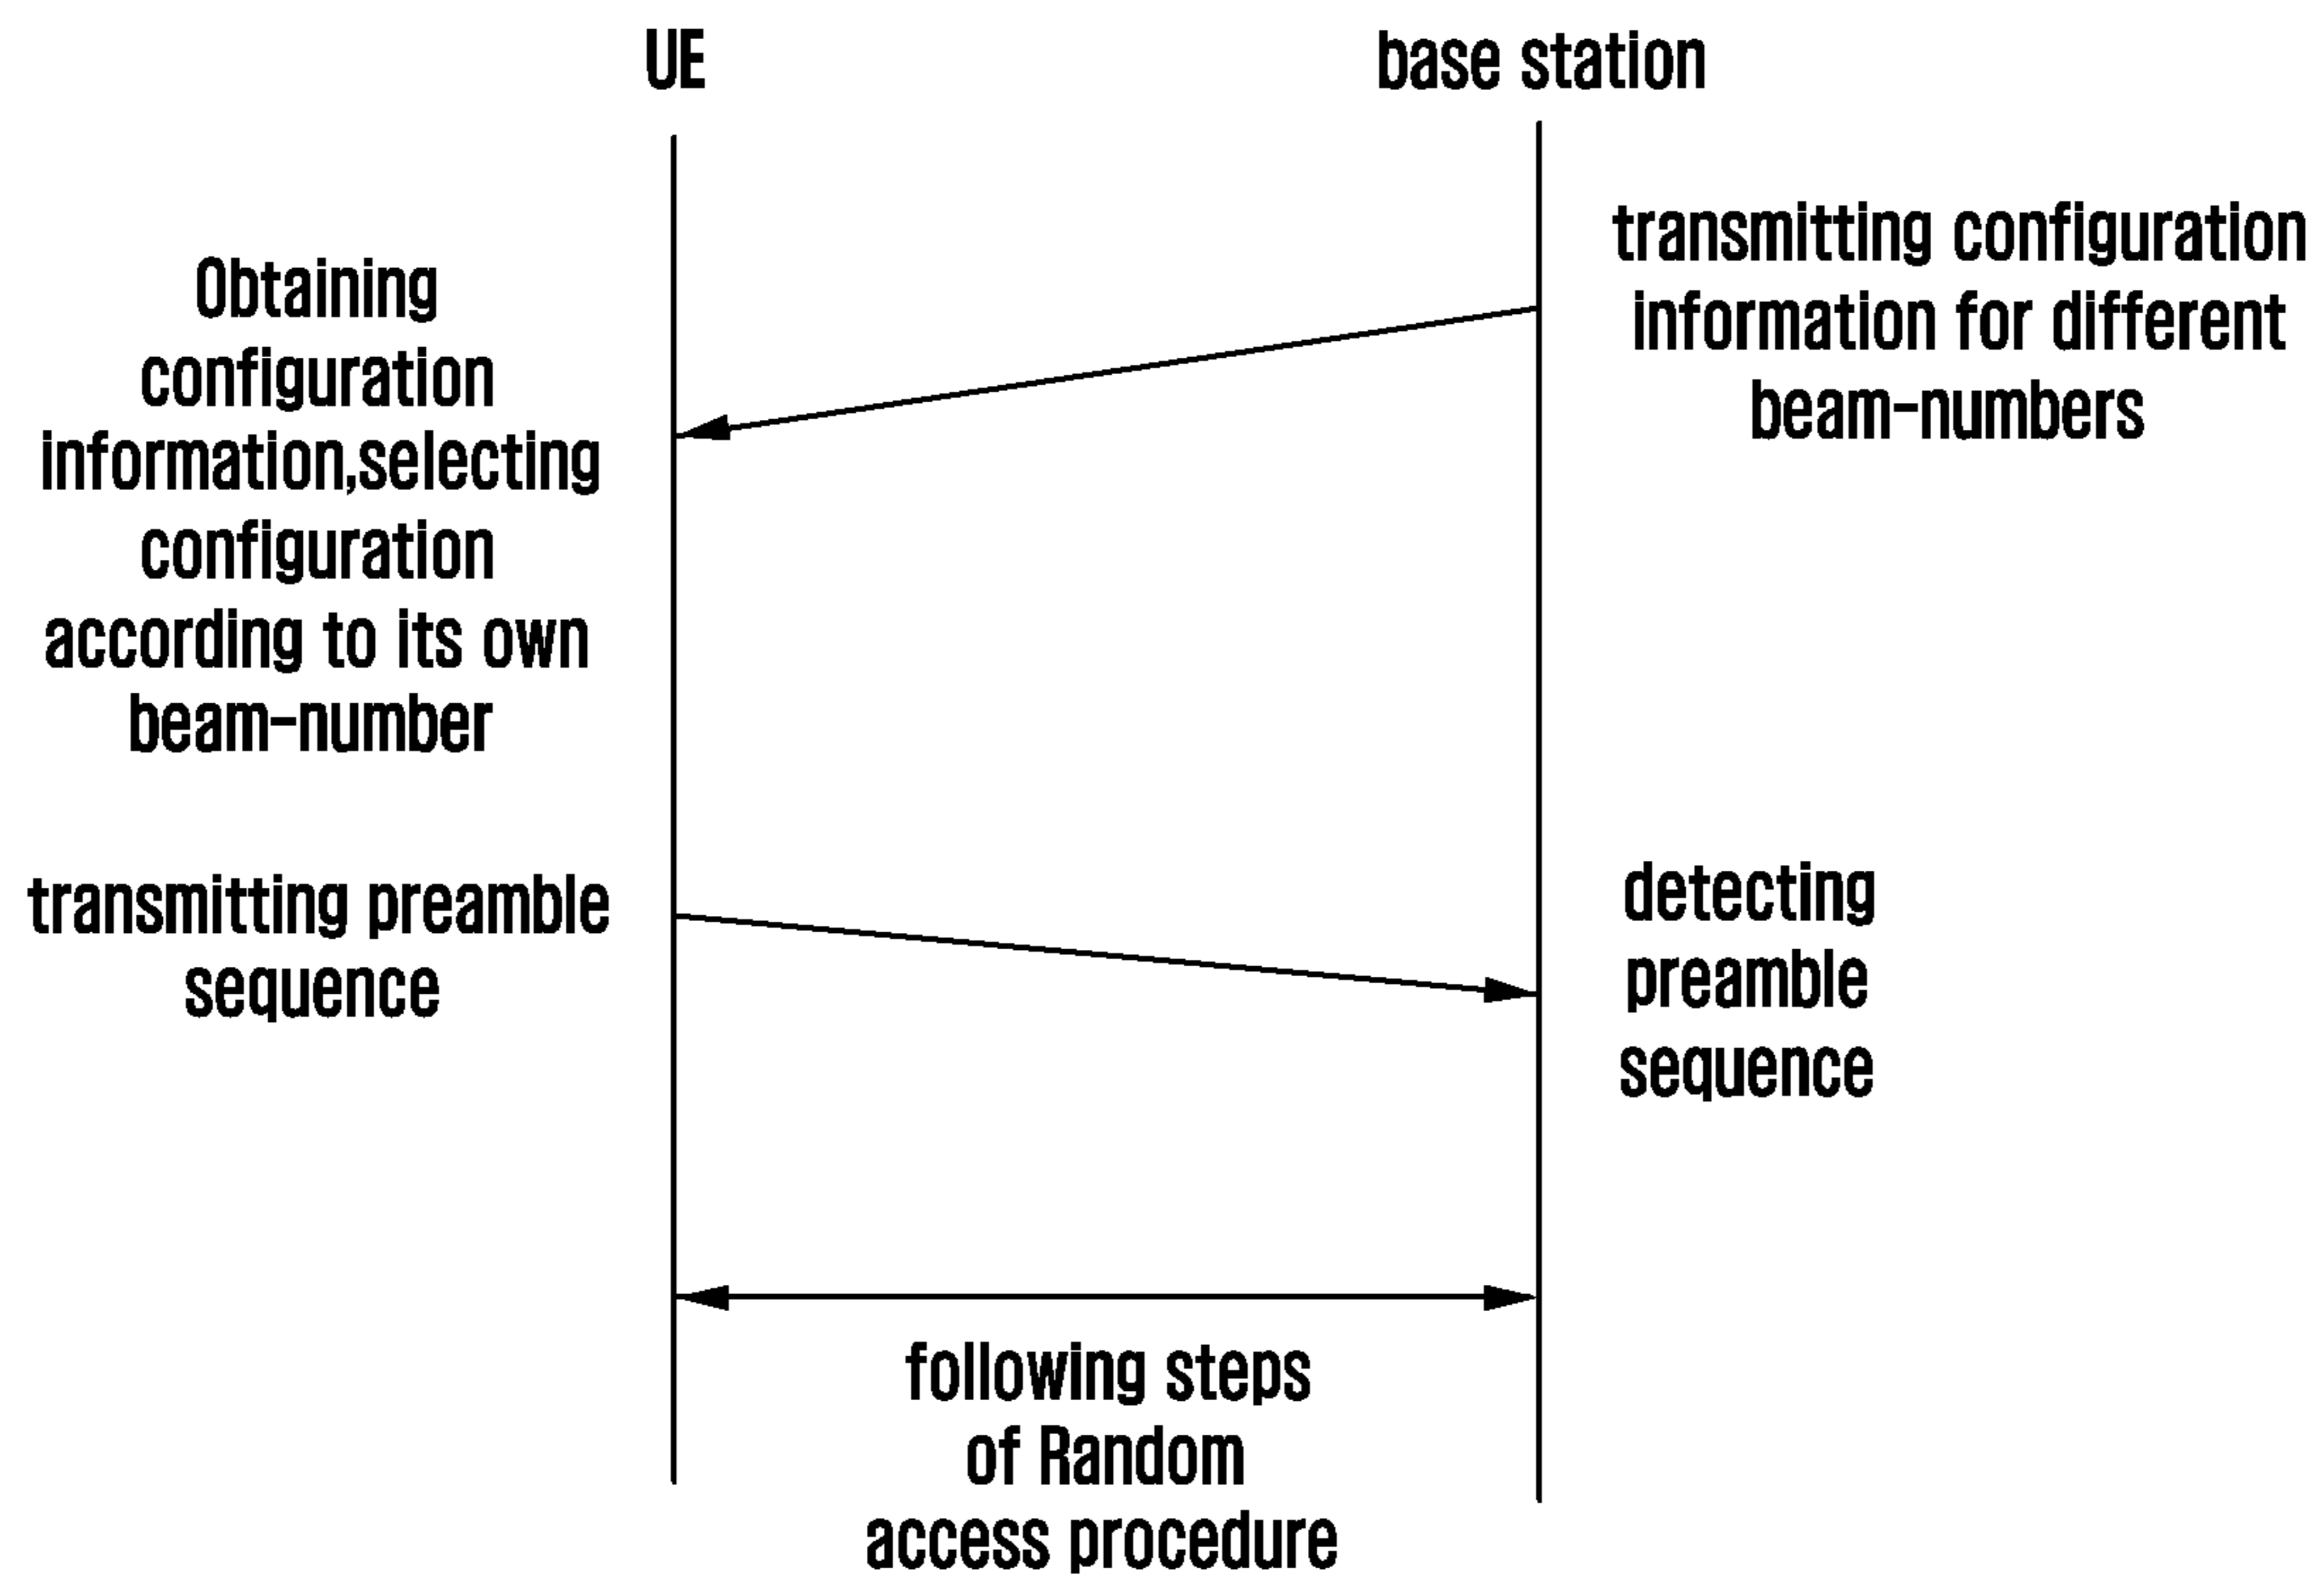 UE
base station
transmitting configuration
information for different
beam-numbers
Obtaining
configuration
information,selecting
configuration
according to its own
beam-number
transmitting preamble
sequence
detecting
preamble
sequence
following steps
of Random
access procedure